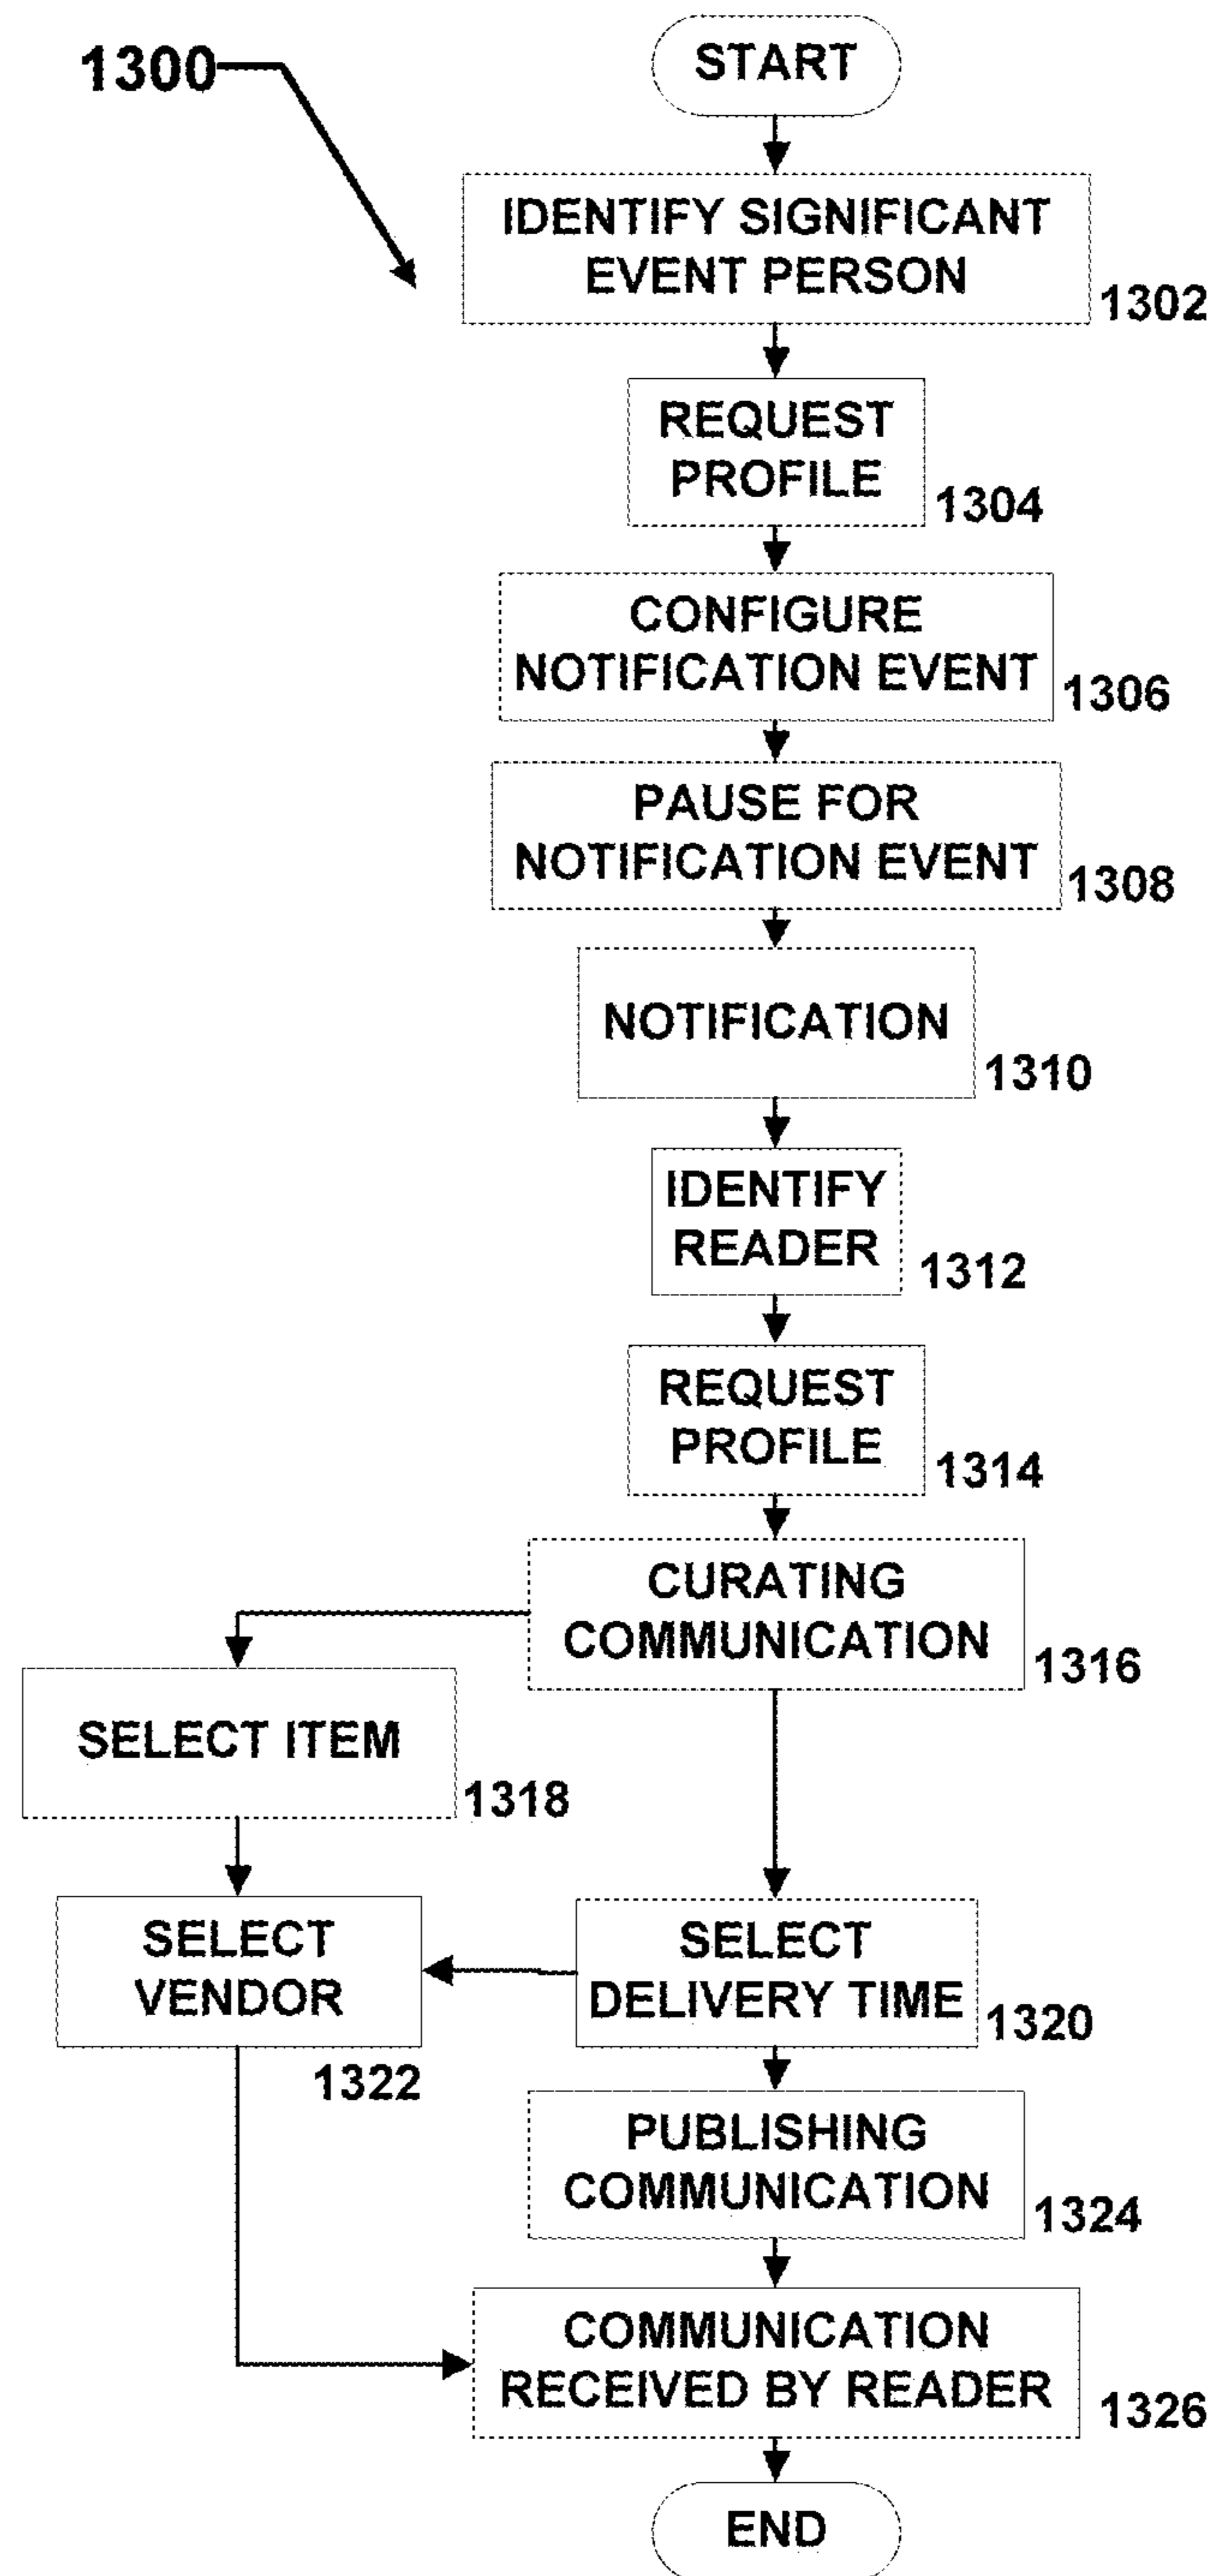 1300
START
IDENTIFY SIGNIFICANT
EVENT PERSON
1302
REQUEST
PROFILE
1304
CONFIGURE
NOTIFICATION EVENT
1306
PAUSE FOR
NOTIFICATION EVENT
1308
NOTIFICATION
1310
IDENTIFY
READER
1312
REQUEST
PROFILE
1314
CURATING
COMMUNICATION
1316
SELECT ITEM
1318
SELECT
VENDOR
1322
SELECT
DELIVERY TIME
1320
PUBLISHING
COMMUNICATION
1324
COMMUNICATION
RECEIVED BY READER
1326
END